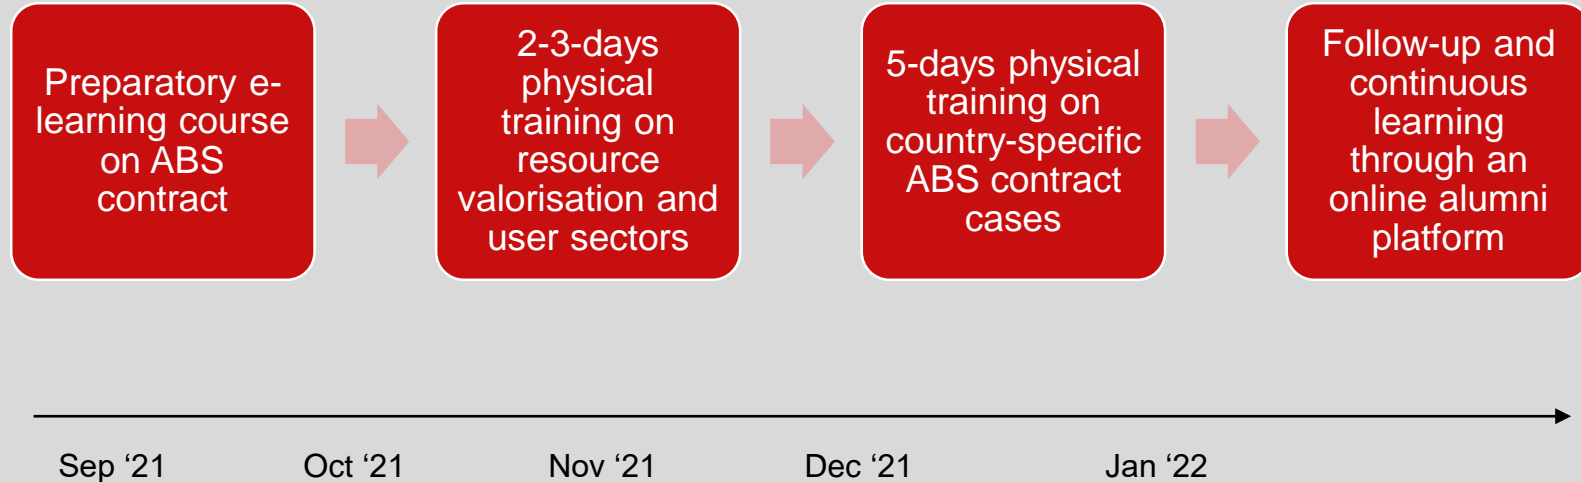 Preparatory e-
learning course
on ABS
contract
2-3-days
physical
training on
resource
valorisation and
user sectors
5-days physical
training on
country-specific
ABS contract
cases
Follow-up and
continuous
learning
through an
online alumni
platform
Sep ‘21
Oct ‘21
Nov ‘21
Dec ‘21
Jan ‘22